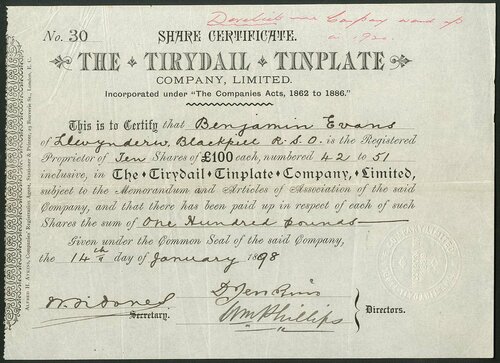 Derelict and Company wound up
in 1920.
No. 30 SHARE CERTIFICATE.
THE TIRYDAIL TINPLATE
COMPANY, LIMITED.
Incorporated under "The Companies Acts, 1862 to 1886."
This is to Certify that Benjamin Evans
of Llwynderw, Blackpill R.S.O. is the Registered
Proprietor of Ten Shares of £100 each, numbered 42 to 51
inclusive, in The Tirydail Tinplate Company, Limited,
subject to the Memorandum and Articles of Association of the said
Company, and that there has been paid up in respect of each of such
Shares the sum of One Hundred pounds
Given under the Common Seal of the said Company,
the 14th day of January 1898
D Jenkins
Secretary.
Wm Phillips
Directors.